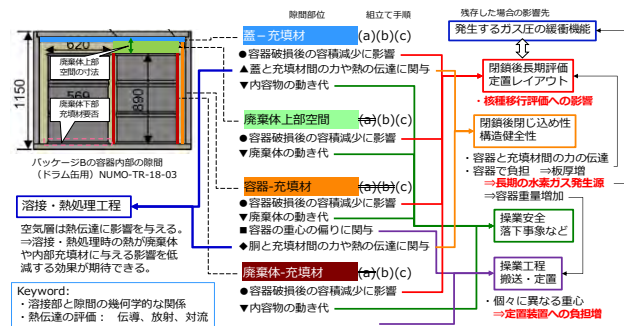 隙間部位
組立て手順
残存した場合の影響先
蓋−充填材
(a)(b)(c)
●容器破損後の容積減少に影響
▲蓋と充填材間の力や熱の伝達に関与
▼内容物の動き代
廃棄体上部空間
(a)(b)(c)
●容器破損後の容積減少に影響
▼廃棄体の動き代
容器-充填材
(a)(b)(c)
●容器破損後の容積減少に影響
▼廃棄体の動き代
■容器の重心の偏りに関与
◆胴と充填材間の力や熱の伝達に関与
廃棄体-充填材
(a)(b)(c)
●容器破損後の容積減少に影響
▼内容物の動き代
620
廃棄体上部
空間の寸法
1150
569
890
廃棄体下部
充填材要否
パッケージBの容器内部の隙間
(ドラム缶用) NUMO-TR-18-03
溶接・熱処理工程
空気層は熱伝達に影響を与える。
⇒溶接・熱処理時の熱が廃棄体
や内部充填材に与える影響を低
減する効果が期待できる。
Keyword:
・溶接部と隙間の幾何学的な関係
・熱伝達の評価: 伝導、放射、対流
発生するガス圧の緩衝機能
閉鎖後長期評価
定置レイアウト
・核種移行評価への影響
閉鎖後閉じ込め性
構造健全性
・容器と充填材間の力の伝達
・容器で負担 ⇒板厚増
⇒長期の水素ガス発生源
⇒容器重量増加
操業安全
落下事象など
操業工程
搬送・定置
・個々に異なる重心
⇒定置装置への負担増